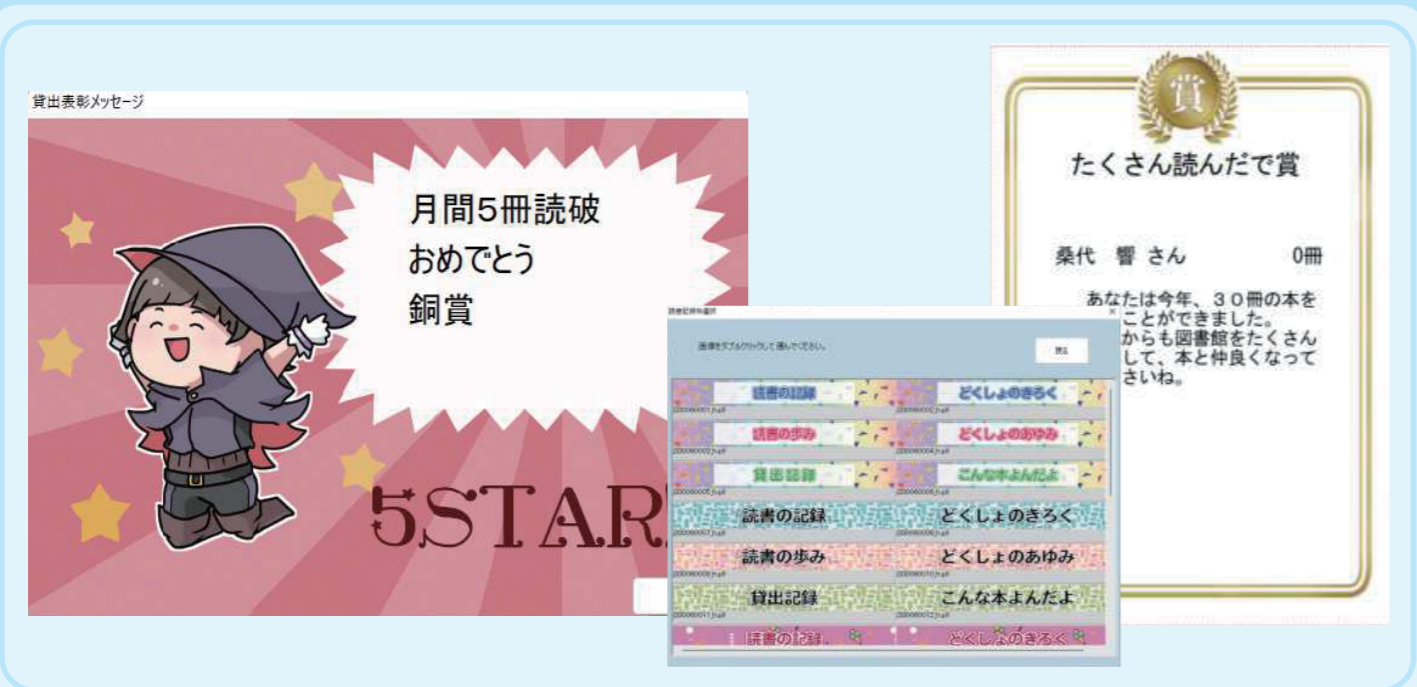 貸出表彰メッセージ
月間5冊読破
おめでとう
銅賞
5STAR
賞
たくさん読んだで賞
桑代 響 さん 0冊
あなたは今年、30冊の本を
ことができました。
からも図書館をたくさん
して、本と仲良くなって
さいね。
画像をダブルクリックして選んでください。
戻る
読書の記録 どくしょのきろく
読書の歩み どくしょのあゆみ
貸出記録 こんな本よんだよ
読書の記録 どくしょのきろく
読書の歩み どくしょのあゆみ
貸出記録 こんな本よんだよ
読書の記録 どくしょのきろく